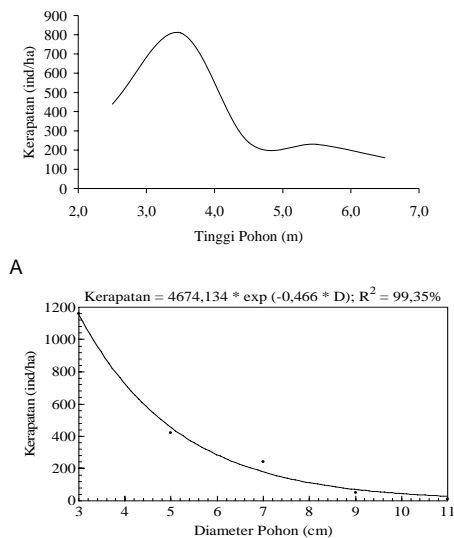 900
800
700
600
500
400
300
200
100
0
Kerapatan (ind/ha)
2,0 3,0 4,0 5,0 6,0 7,0
Tinggi Pohon (m)
A
Kerapatan = 4674,134 * exp (-0,466 * D); R² = 99,35%
1200
1000
800
600
400
200
0
Kerapatan (ind/ha)
3 4 5 6 7 8 9 10 11
Diameter Pohon (cm)